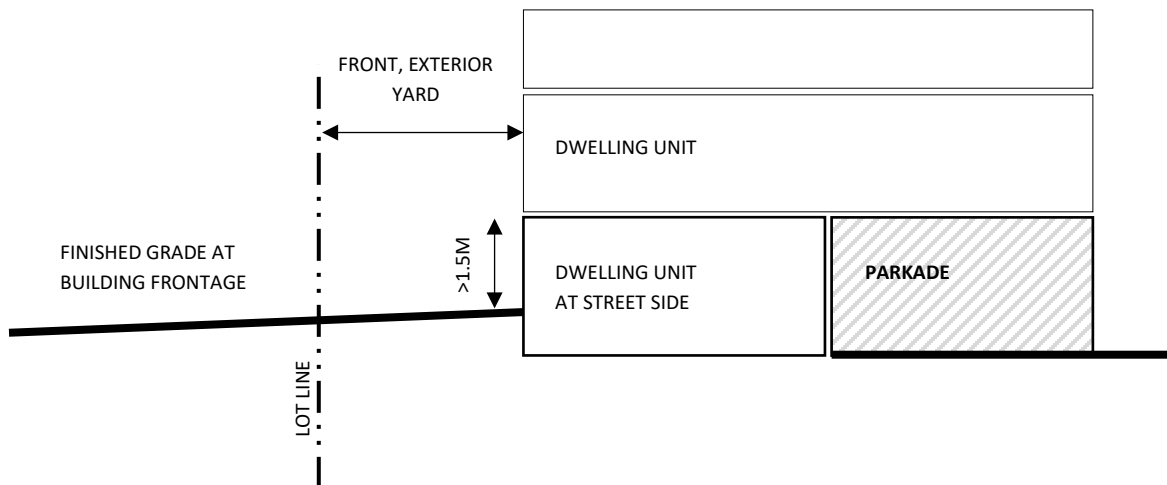 FRONT, EXTERIOR
YARD
DWELLING UNIT
FINISHED GRADE AT
BUILDING FRONTAGE
>1.5M
DWELLING UNIT
AT STREET SIDE
PARKADE
LOT LINE